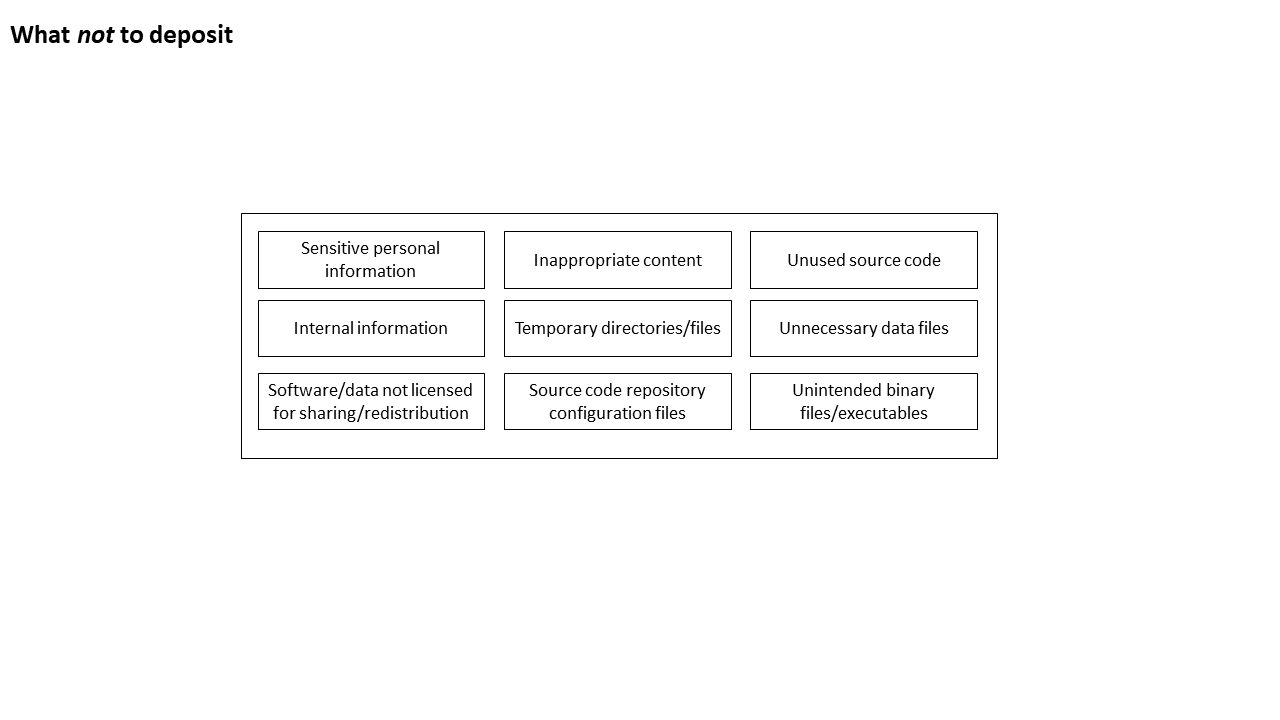 What not to deposit
Sensitive personal
information
Inappropriate content
Unused source code
Internal information
Temporary directories/files
Unnecessary data files
Software/data not licensed
for sharing/redistribution
Source code repository
configuration files
Unintended binary
files/executables